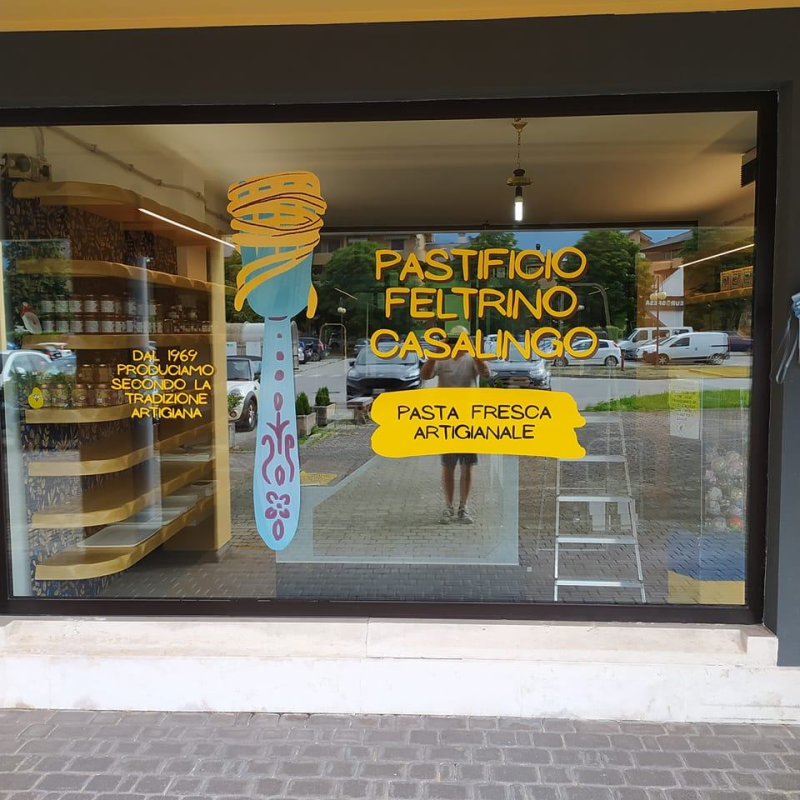 PASTIFICIO
FELTRINO
CASALINGO
DAL 1969
PRODUCIAMO
SECONDO LA
TRADIZIONE
ARTIGIANA
PASTA FRESCA
ARTIGIANALE